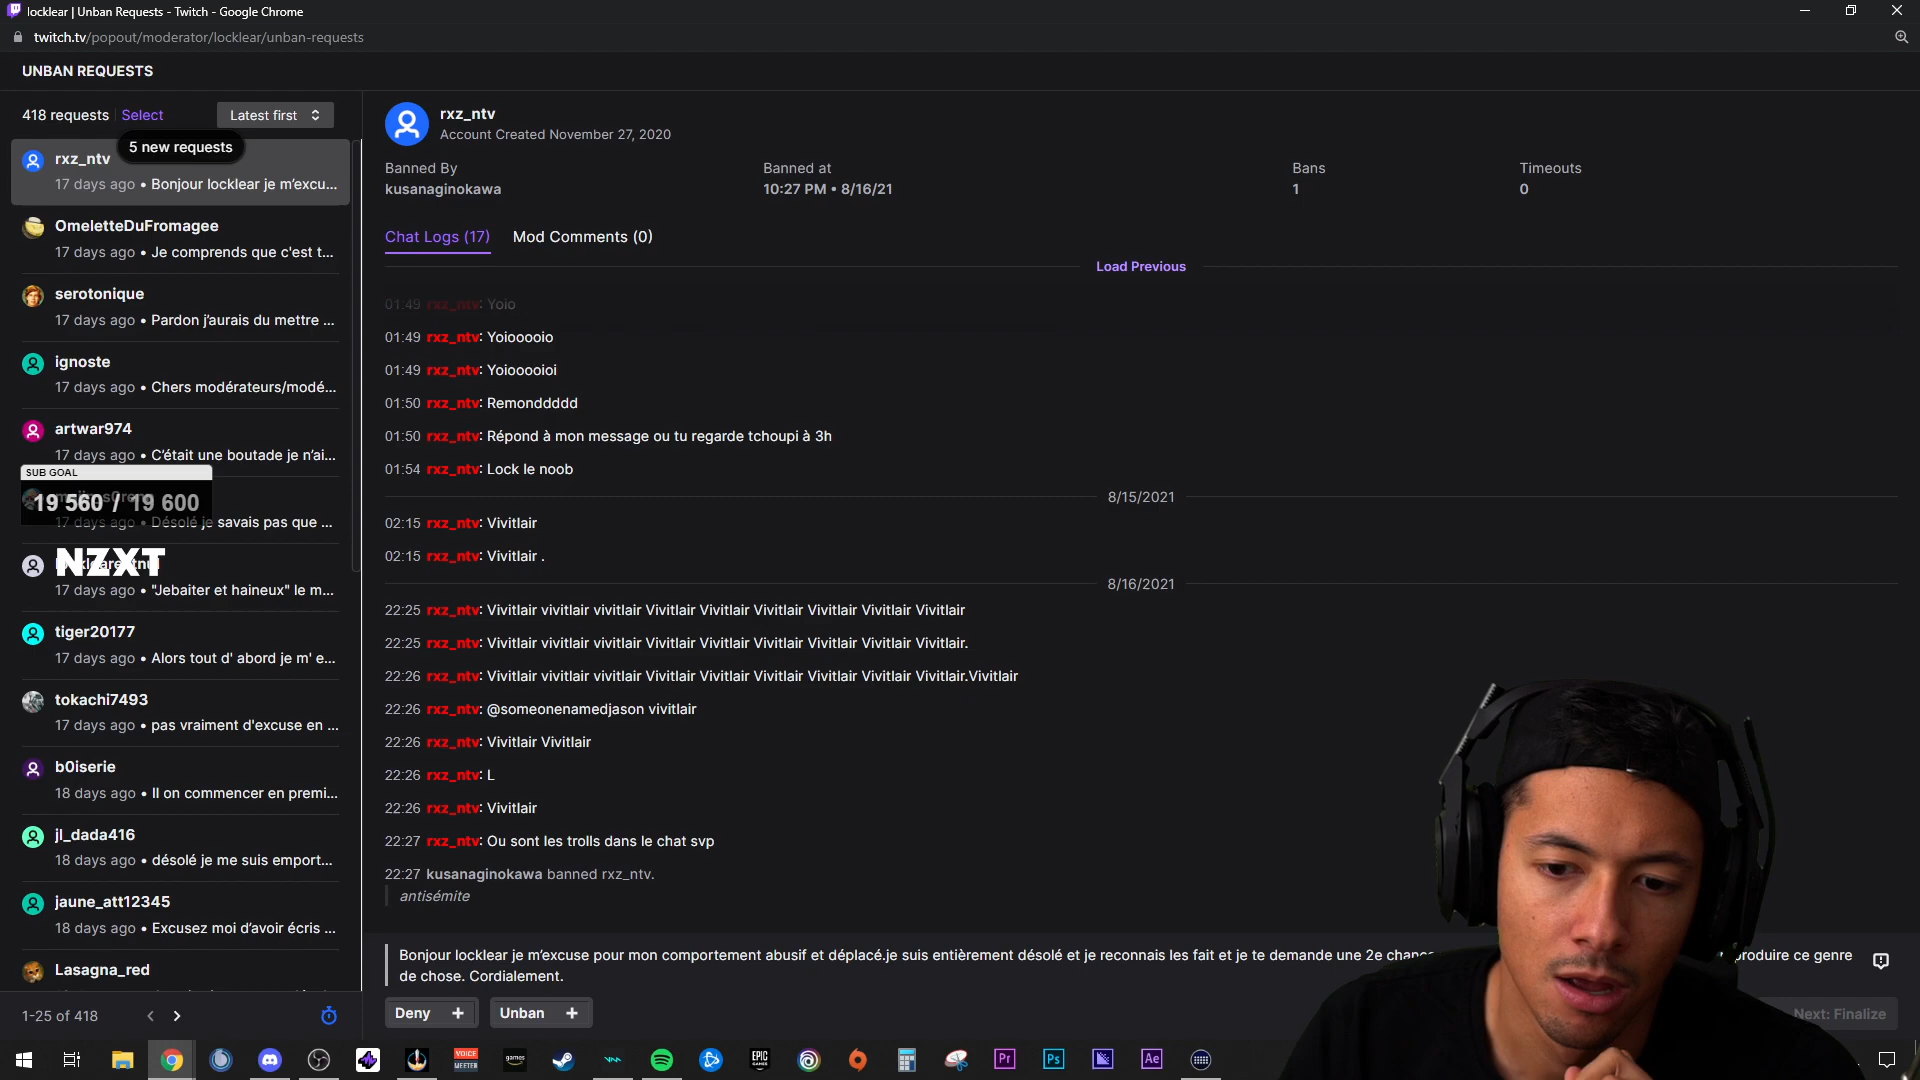 locklear | Unban Requests - Twitch - Google Chrome
twitch.tv/popout/moderator/locklear/unban-requests
UNBAN REQUESTS
418 requests Select Latest first
5 new requests
rxz_ntv
17 days ago • Bonjour locklear je m'excu...
OmeletteDuFromagee
17 days ago • Je comprends que c'est t...
serotonique
17 days ago • Pardon j'aurais du mettre ...
ignoste
17 days ago • Chers modérateurs/modé...
artwar974
17 days ago • C'était une boutade je n'ai...
SUB GOAL
19 560 / 19 600
17 days ago • Désolé je savais pas que ...
NZXT
17 days ago • "Jebaiter et haineux" le m...
tiger20177
17 days ago • Alors tout d' abord je m' e...
tokachi7493
17 days ago • pas vraiment d'excuse en ...
b0iserie
18 days ago • Il on commencer en premi...
jl_dada416
18 days ago • désolé je me suis emport...
jaune_att12345
18 days ago • Excusez moi d'avoir écris ...
Lasagna_red
1-25 of 418
rxz_ntv
Account Created November 27, 2020
Banned By Banned at Bans Timeouts
kusanaginokawa 10:27 PM • 8/16/21 1 0
Chat Logs (17) Mod Comments (0)
Load Previous
01:49 rxz_ntv: Yoio
01:49 rxz_ntv: Yoiooooio
01:49 rxz_ntv: Yoiooooioi
01:50 rxz_ntv: Remonddddd
01:50 rxz_ntv: Répond à mon message ou tu regarde tchoupi à 3h
01:54 rxz_ntv: Lock le noob
8/15/2021
02:15 rxz_ntv: Vivitlair
02:15 rxz_ntv: Vivitlair .
8/16/2021
22:25 rxz_ntv: Vivitlair vivitlair vivitlair Vivitlair Vivitlair Vivitlair Vivitlair Vivitlair Vivitlair
22:25 rxz_ntv: Vivitlair vivitlair vivitlair Vivitlair Vivitlair Vivitlair Vivitlair Vivitlair Vivitlair.
22:26 rxz_ntv: Vivitlair vivitlair vivitlair Vivitlair Vivitlair Vivitlair Vivitlair Vivitlair Vivitlair.Vivitlair
22:26 rxz_ntv: @someonenamedjason vivitlair
22:26 rxz_ntv: Vivitlair Vivitlair
22:26 rxz_ntv: L
22:26 rxz_ntv: Vivitlair
22:27 rxz_ntv: Ou sont les trolls dans le chat svp
22:27 kusanaginokawa banned rxz_ntv.
antisémite
Bonjour locklear je m'excuse pour mon comportement abusif et déplacé.je suis entièrement désolé et je reconnais les fait et je te demande une 2e produire ce genre
de chose. Cordialement.
Deny + Unban + Next: Finalize
VOICE
MEETER
games
EPIC
GAMES
Pr
Ps
Ae